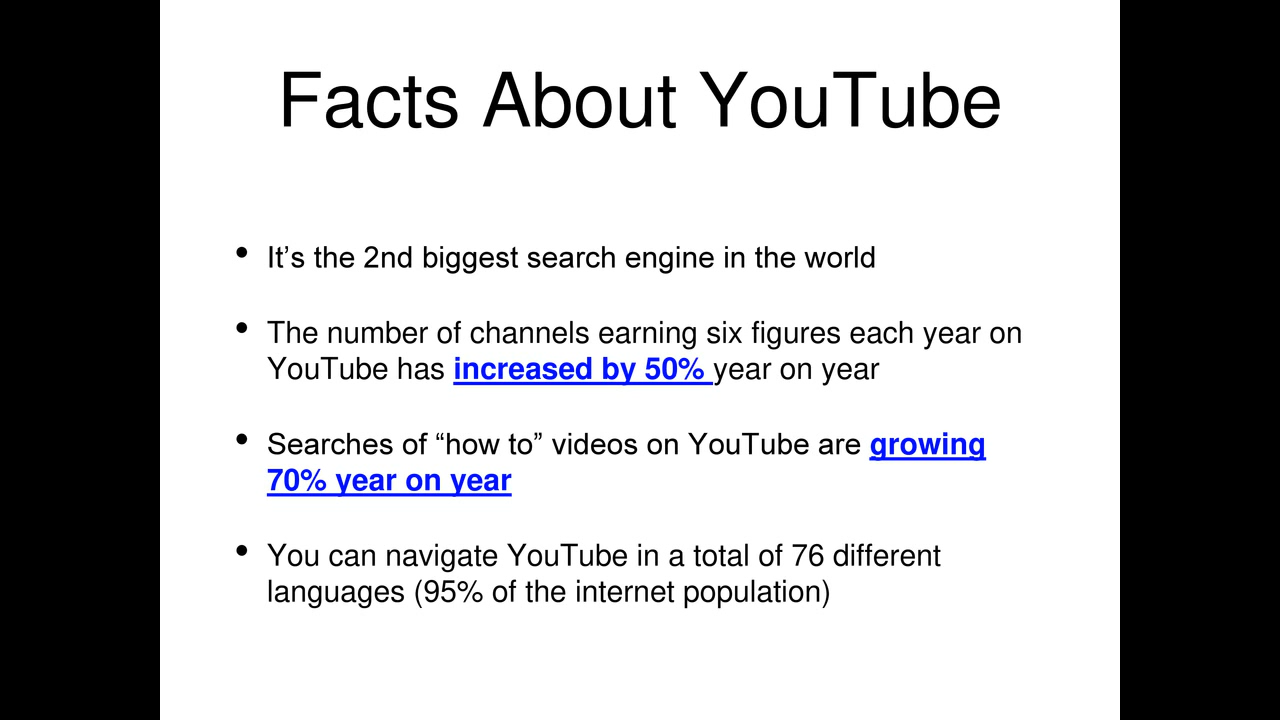 Facts About YouTube
• It’s the 2nd biggest search engine in the world
• The number of channels earning six figures each year on
YouTube has increased by 50% year on year
• Searches of “how to” videos on YouTube are growing
70% year on year
• You can navigate YouTube in a total of 76 different
languages (95% of the internet population)